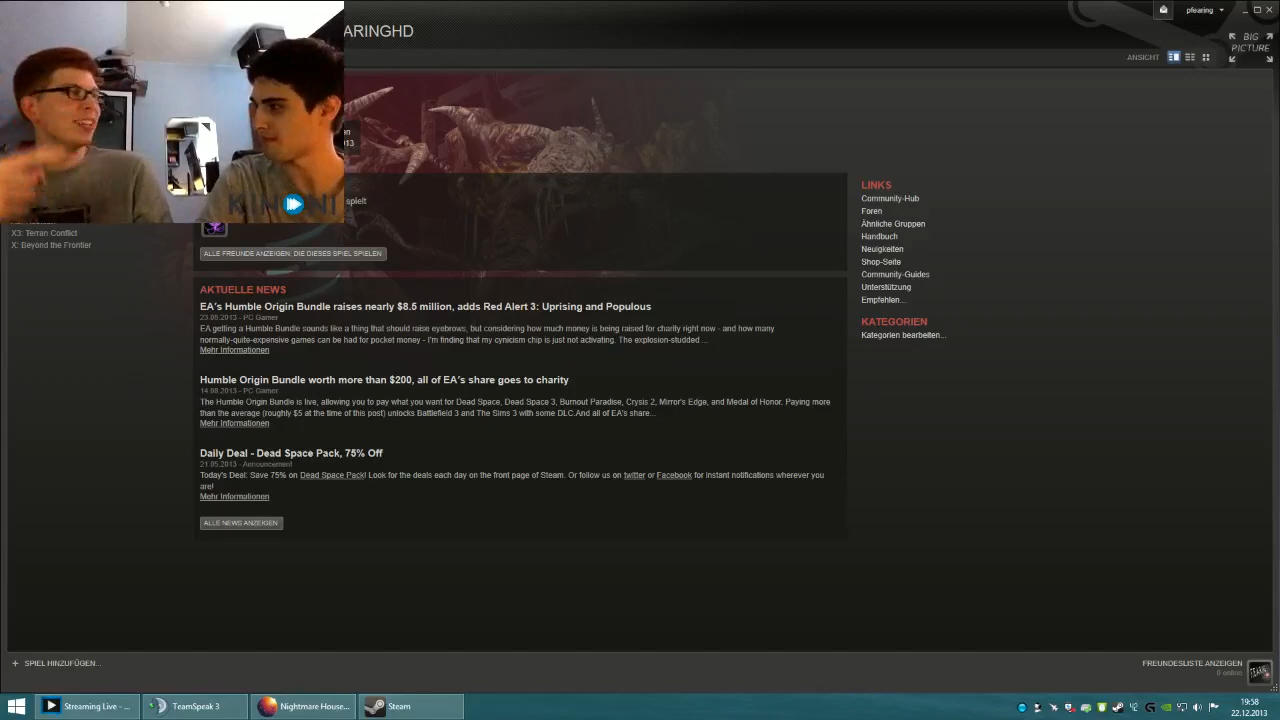 ARINGHD
pfearing
BIG
PICTURE
ANSICHT
13
spielt
KINONI
X3: Terran Conflict
X: Beyond the Frontier
ALLE FREUNDE ANZEIGEN, DIE DIESES SPIEL SPIELEN
AKTUELLE NEWS
EA's Humble Origin Bundle raises nearly $8.5 million, adds Red Alert 3: Uprising and Populous
23.08.2013 - PC Gamer
EA getting a Humble Bundle sounds like a thing that should raise eyebrows, but considering how much money is being raised for charity right now - and how many
normally-quite-expensive games can be had for pocket money - I'm finding that my cynicism chip is just not activating. The explosion-studded ...
Mehr Informationen
Humble Origin Bundle worth more than $200, all of EA's share goes to charity
14.08.2013 - PC Gamer
The Humble Origin Bundle is live, allowing you to pay what you want for Dead Space, Dead Space 3, Burnout Paradise, Crysis 2, Mirror's Edge, and Medal of Honor. Paying more
than the average (roughly $5 at the time of this post) unlocks Battlefield 3 and The Sims 3 with some DLC.And all of EA's share...
Mehr Informationen
Daily Deal - Dead Space Pack, 75% Off
21.05.2013 - Announcement
Today's Deal: Save 75% on Dead Space Pack! Look for the deals each day on the front page of Steam. Or follow us on twitter or Facebook for instant notifications wherever you
are!
Mehr Informationen
ALLE NEWS ANZEIGEN
LINKS
Community-Hub
Foren
Ähnliche Gruppen
Handbuch
Neuigkeiten
Shop-Seite
Community-Guides
Unterstützung
Empfehlen...
KATEGORIEN
Kategorien bearbeiten...
+ SPIEL HINZUFÜGEN...
FREUNDESLISTE ANZEIGEN
0 online
Streaming Live - ...
TeamSpeak 3
Nightmare House...
Steam
19:58
22.12.2013